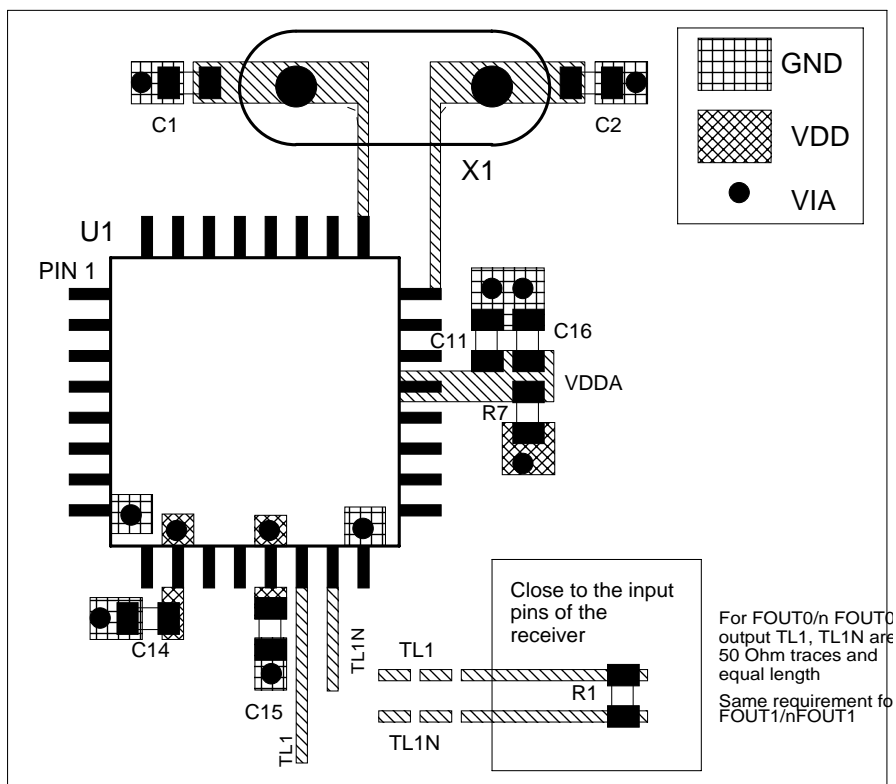 C1
C2
X1
GND
VDD
VIA
U1
PIN 1
C11
C16
VDDA
R7
C14
C15
TL1
TL1N
Close to the input
pins of the
receiver
TL1
R1
TL1N
For FOUT0/n FOUT0
output TL1, TL1N are
50 Ohm traces and
equal length
Same requirement fo
FOUT1/nFOUT1